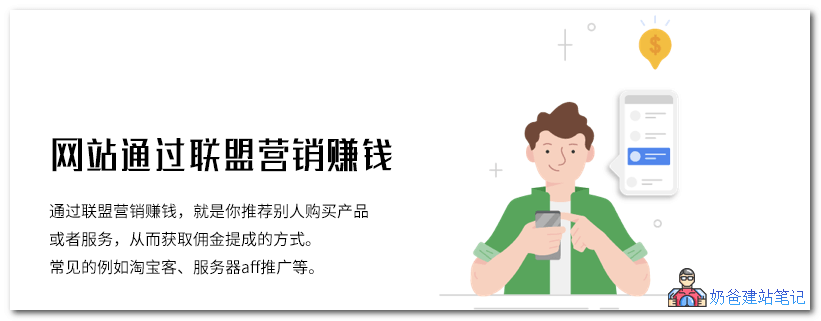 网站通过联盟营销赚钱
通过联盟营销赚钱，就是你推荐别人购买产品
或者服务，从而获取佣金提成的方式。
常见的例如淘宝客、服务器aff推广等。
$
奶爸建站笔记